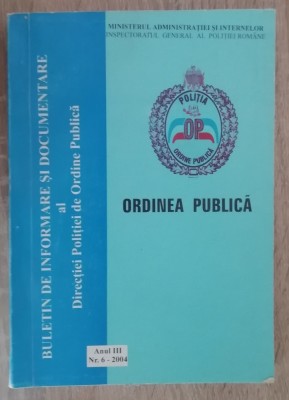 MINISTERUL ADMINISTRAȚIEI ȘI INTERNELOR
INSPECTORATUL GENERAL AL POLIȚIEI ROMÂNE
BULETIN DE INFORMARE ȘI DOCUMENTARE
al
Direcției Poliției de Ordine Publică
POLIȚIA
OP
ORDINE PUBLICĂ
ORDINEA PUBLICĂ
Anul III
Nr. 6 - 2004